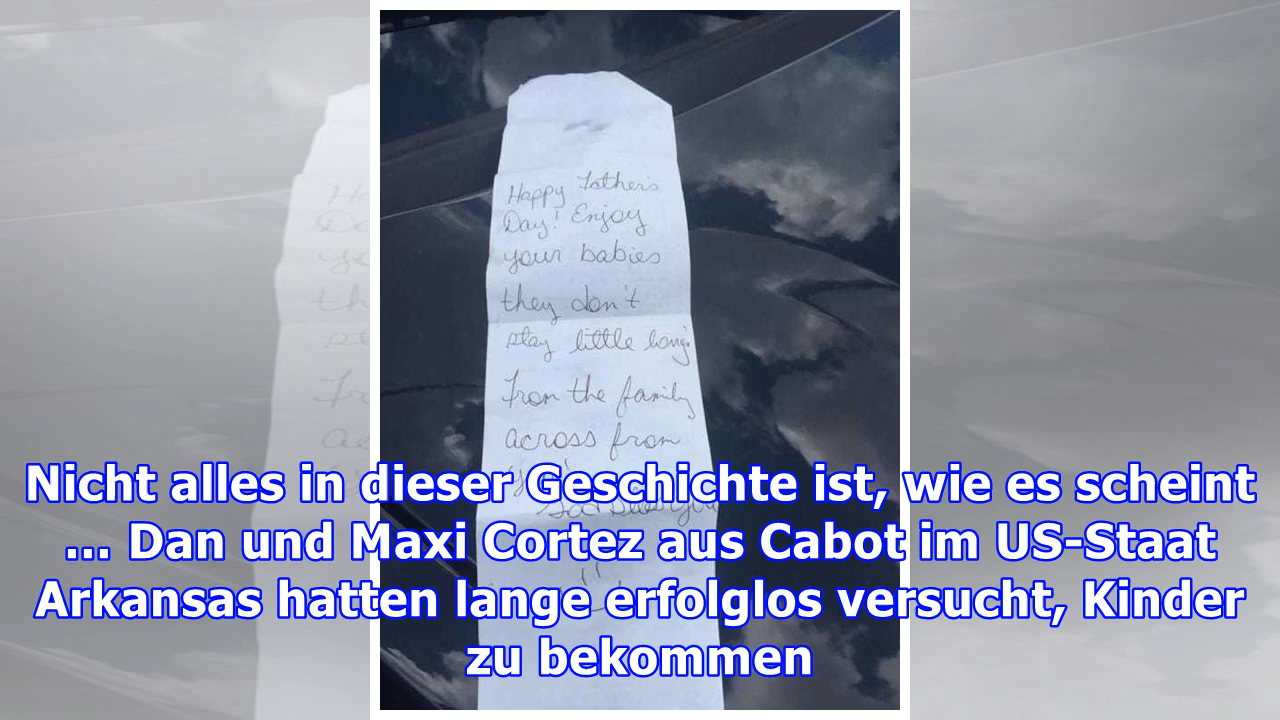 Happy Father's
Day! Enjoy
your babies
they don't
stay little long!
From the family
across from
Nicht alles in dieser Geschichte ist, wie es scheint
... Dan und Maxi Cortez aus Cabot im US-Staat
Arkansas hatten lange erfolglos versucht, Kinder
zu bekommen